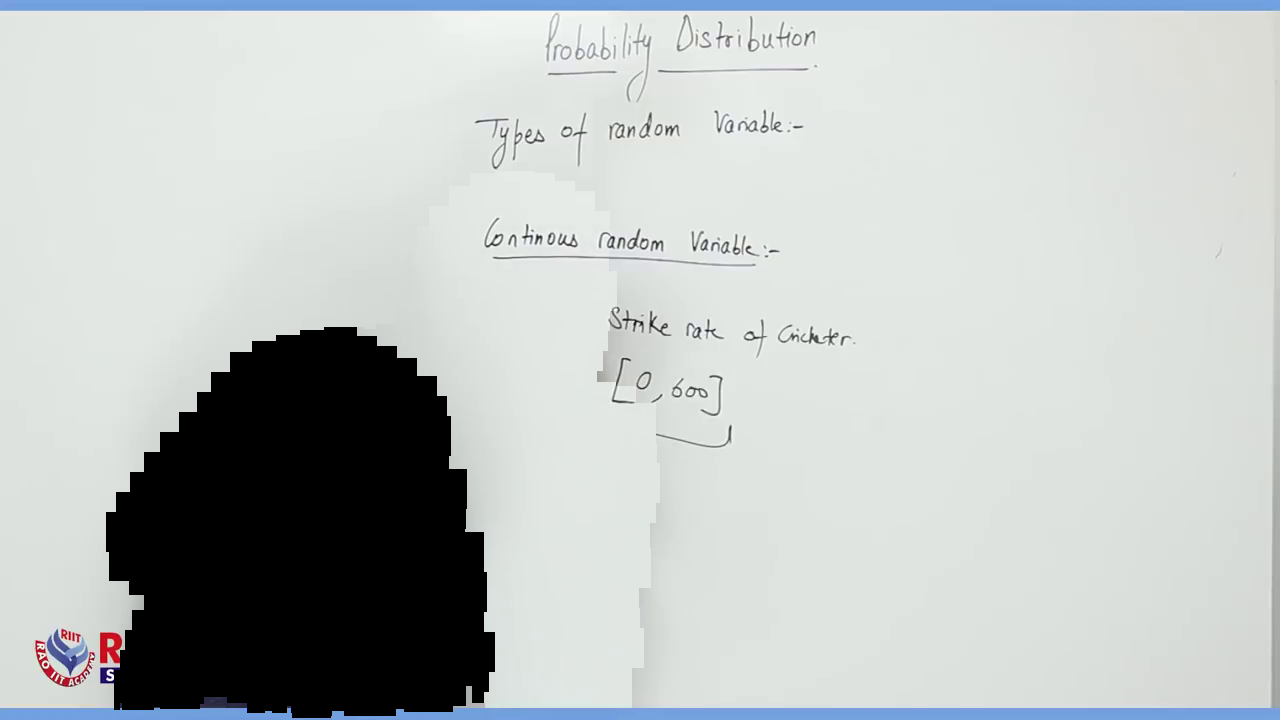 Probability Distribution
Types of random Variable:-
Continous random Variable:-
Strike rate of Cricketer.
[0, 600]
RIIT
RAO IIT ACADEMY
R
S